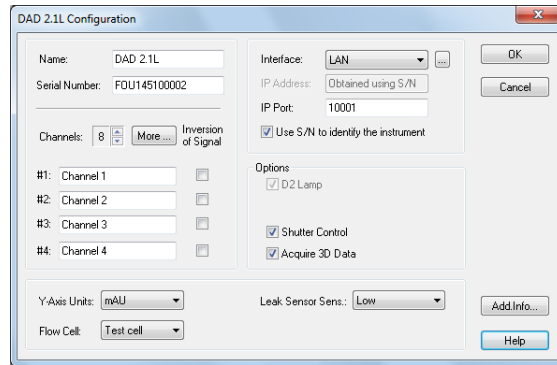 DAD 2.1L Configuration
Name: DAD 2.1L
Serial Number: FOU145100002
Channels: 8 More ... Inversion of Signal
#1: Channel 1
#2: Channel 2
#3: Channel 3
#4: Channel 4
Interface: LAN ...
IP Address: Obtained using S/N
IP Port: 10001
Use S/N to identify the instrument
Options
D2 Lamp
Shutter Control
Acquire 3D Data
Y-Axis Units: mAU
Flow Cell: Test cell
Leak Sensor Sens.: Low
OK
Cancel
Add.Info...
Help